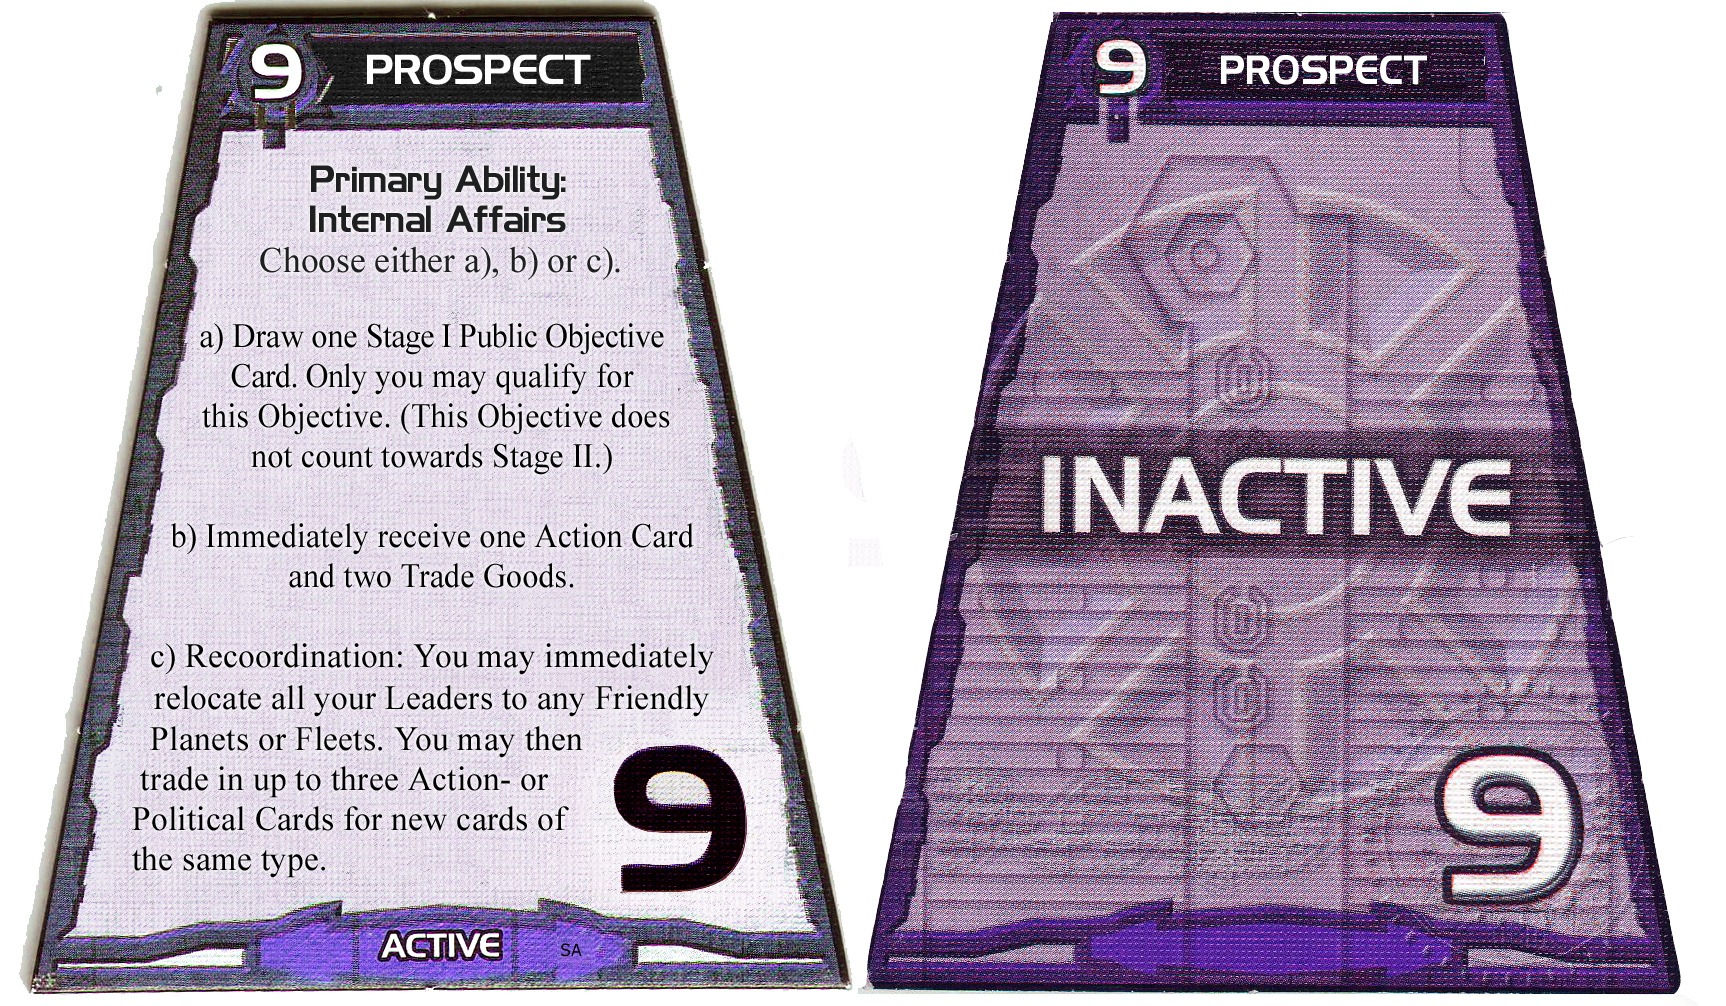 9 PROSPECT
Primary Ability:
Internal Affairs
Choose either a), b) or c).
a) Draw one Stage I Public Objective
Card. Only you may qualify for
this Objective. (This Objective does
not count towards Stage II.)
b) Immediately receive one Action Card
and two Trade Goods.
c) Recoordination: You may immediately
relocate all your Leaders to any Friendly
Planets or Fleets. You may then
trade in up to three Action- or
Political Cards for new cards of
the same type.
9
ACTIVE
SA
9 PROSPECT
INACTIVE
9